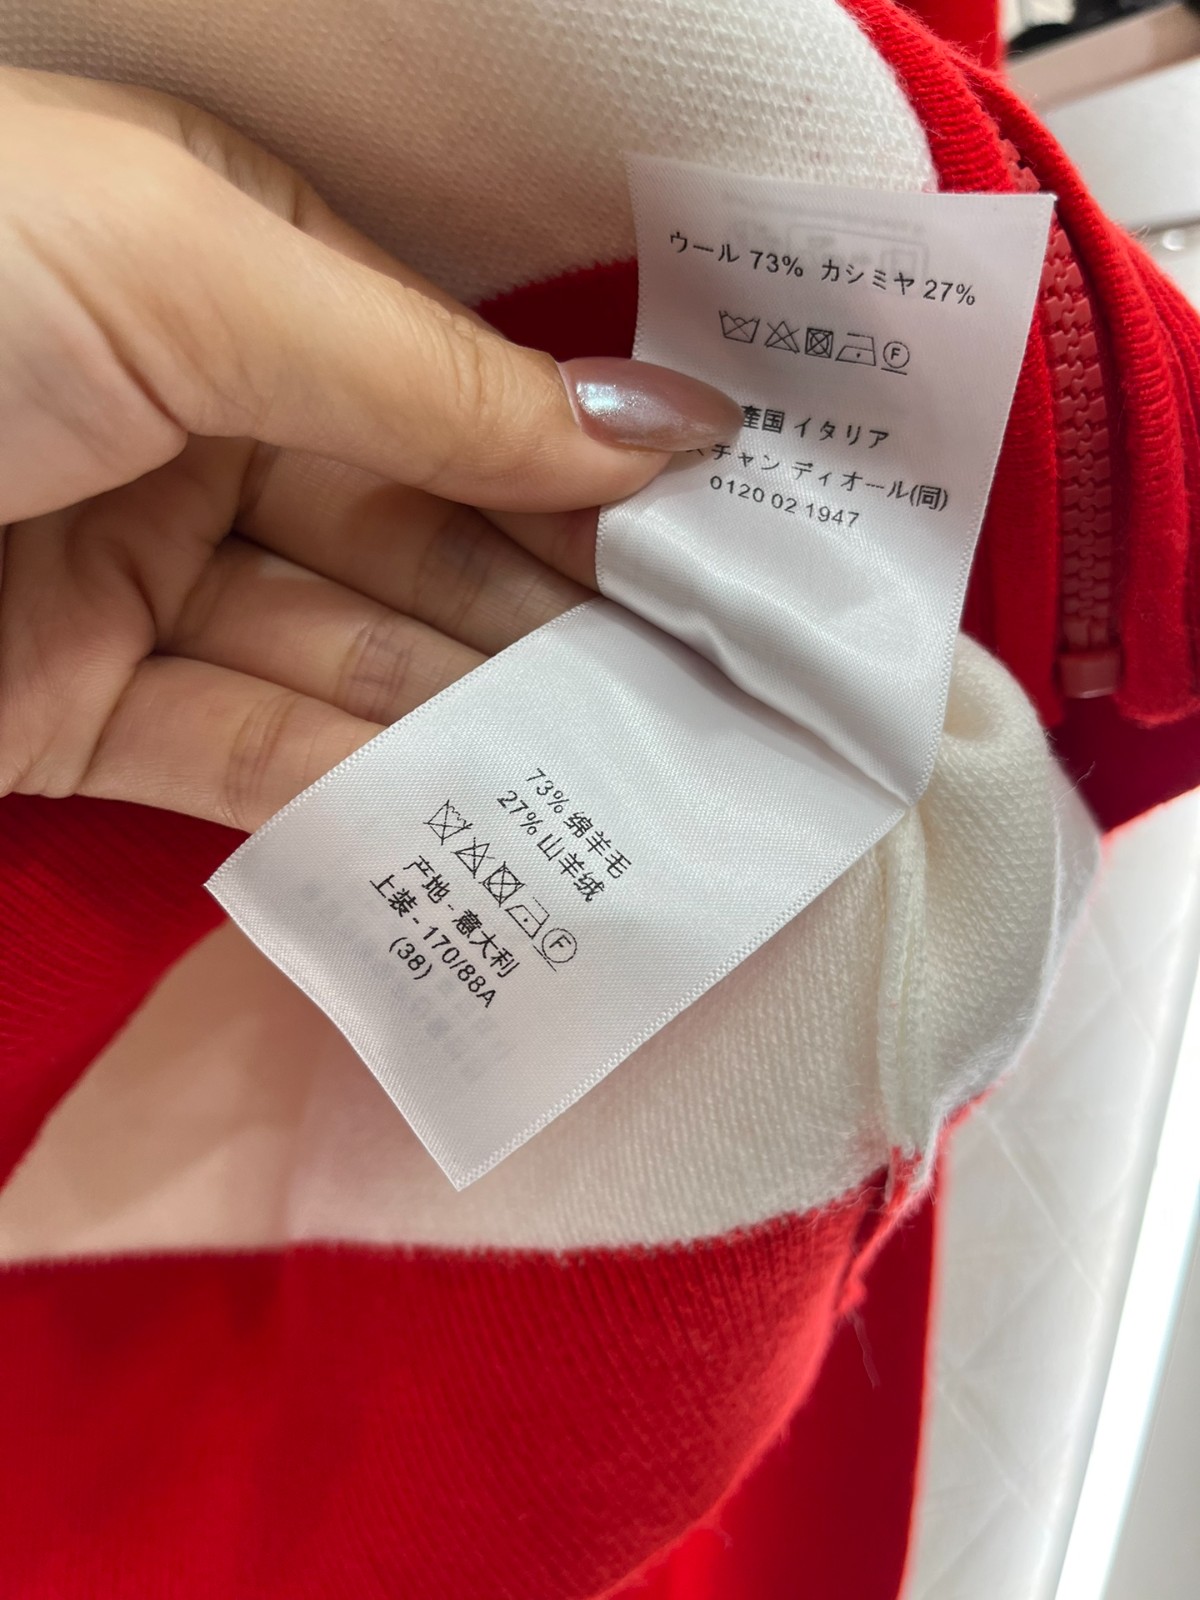 ウール 73% カシミヤ 27%
F
産国 イタリア
スチャン ディオール(同)
0120 02 1947
73% 绵羊毛
27% 山羊绒
F
产地 - 意大利
上装 - 170/88A
(38)